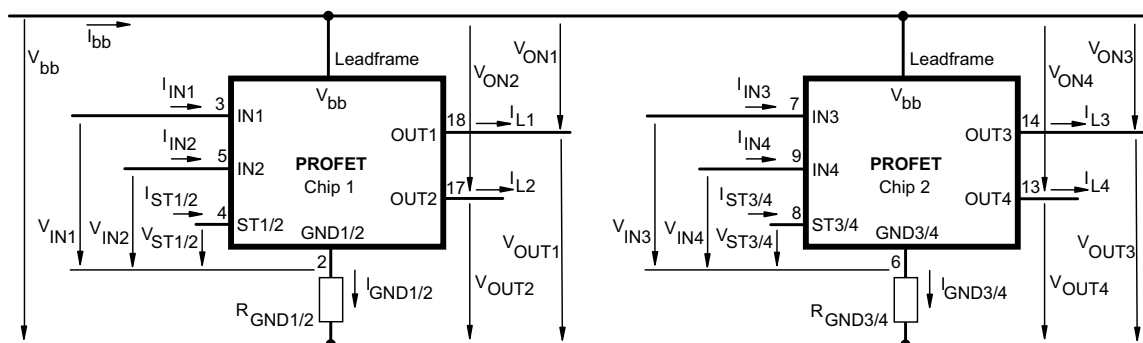 Ibb
Vbb
Leadframe
Vbb
IIN1
3
IN1
IIN2
5
IN2
IST1/2
4
ST1/2
PROFET
Chip 1
GND1/2
18
OUT1
IL1
17
OUT2
IL2
VON1
VON2
VIN1
VIN2
VST1/2
2
IGND1/2
RGND1/2
VOUT1
VOUT2
Leadframe
Vbb
IIN3
7
IN3
IIN4
9
IN4
IST3/4
8
ST3/4
PROFET
Chip 2
GND3/4
14
OUT3
IL3
13
OUT4
IL4
VON3
VON4
VIN3
VIN4
VST3/4
6
IGND3/4
RGND3/4
VOUT3
VOUT4